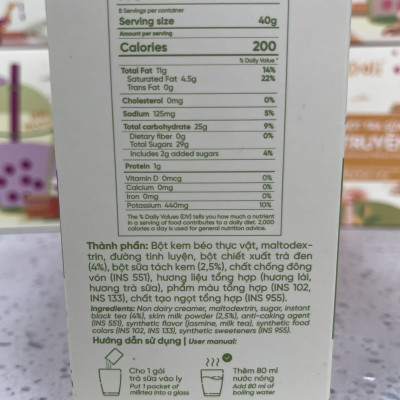 8 Servings per container
Serving size 40g
Amount per serving
Calories 200
% Daily Value *
Total Fat 11g 14%
Saturated Fat 4.5g 22%
Trans Fat 0g
Cholesterol 0mg 0%
Sodium 125mg 5%
Total carbohydrate 25g 9%
Dietary fiber 0g 0%
Total Sugars 29g
Includes 2g added sugars 4%
Protein 1g
Vitamin D 0mcg 0%
Calcium 0mg 0%
Iron 0mg 0%
Potassium 440mg 10%
The % Daily Values (DV) tells you how much a nutrient
in a serving of food contributes to a daily diet. 2,000
calories a day is used for general nutrition advice.
Thành phần: Bột kem béo thực vật, maltodex-
trin, đường tinh luyện, bột chiết xuất trà đen
(4%), bột sữa tách kem (2,5%), chất chống đông
vón (INS 551), hương liệu tổng hợp (hương lài,
hương trà sữa), phẩm màu tổng hợp (INS 102,
INS 133), chất tạo ngọt tổng hợp (INS 955).
Ingredients: Non dairy creamer, maltodextrin, sugar, instant
black tea (4%), skim milk powder (2,5%), anti-caking agent
(INS 551), synthetic flavor (jasmine, milk tea), synthetic food
colors (INS 102, INS 133), synthetic sweeteners (INS 955).
Hướng dẫn sử dụng | User manual:
Cho 1 gói
trà sữa vào ly
Put 1 packet of
milktea into a glass
Thêm 80 ml
nước nóng
Add 80 ml of
boiling water